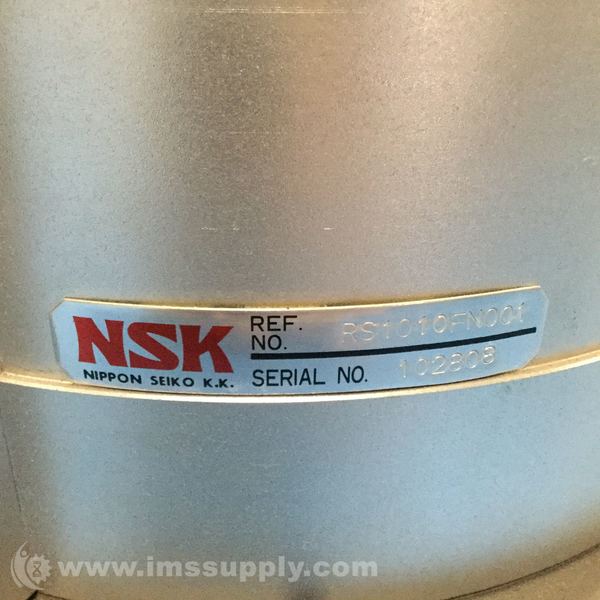 NSK
NIPPON SEIKO K.K.
REF. NO. RS1010FN001
SERIAL NO. 102808
www.imssupply.com